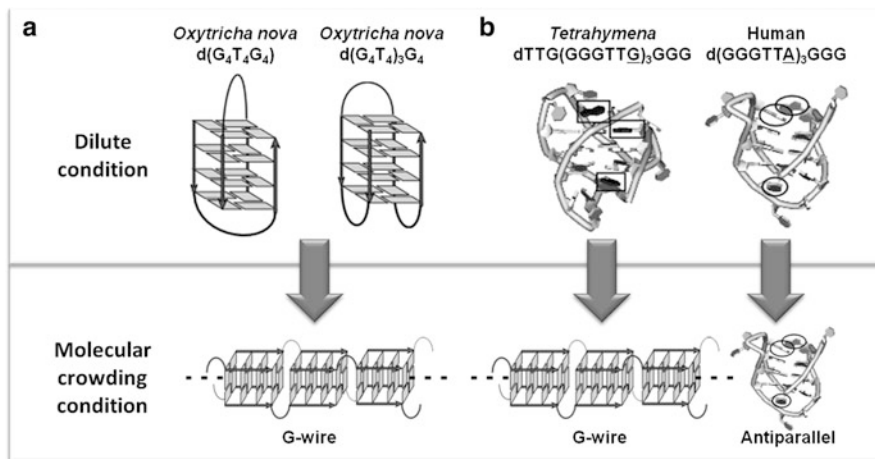 a
Oxytricha nova
d(G₄T₄G₄)
Oxytricha nova
d(G₄T₄)₃G₄
b
Tetrahymena
dTTG(GGGTTG)₃GGG
Human
d(GGGTTA)₃GGG
Dilute
condition
Molecular
crowding
condition
G-wire
G-wire
Antiparallel